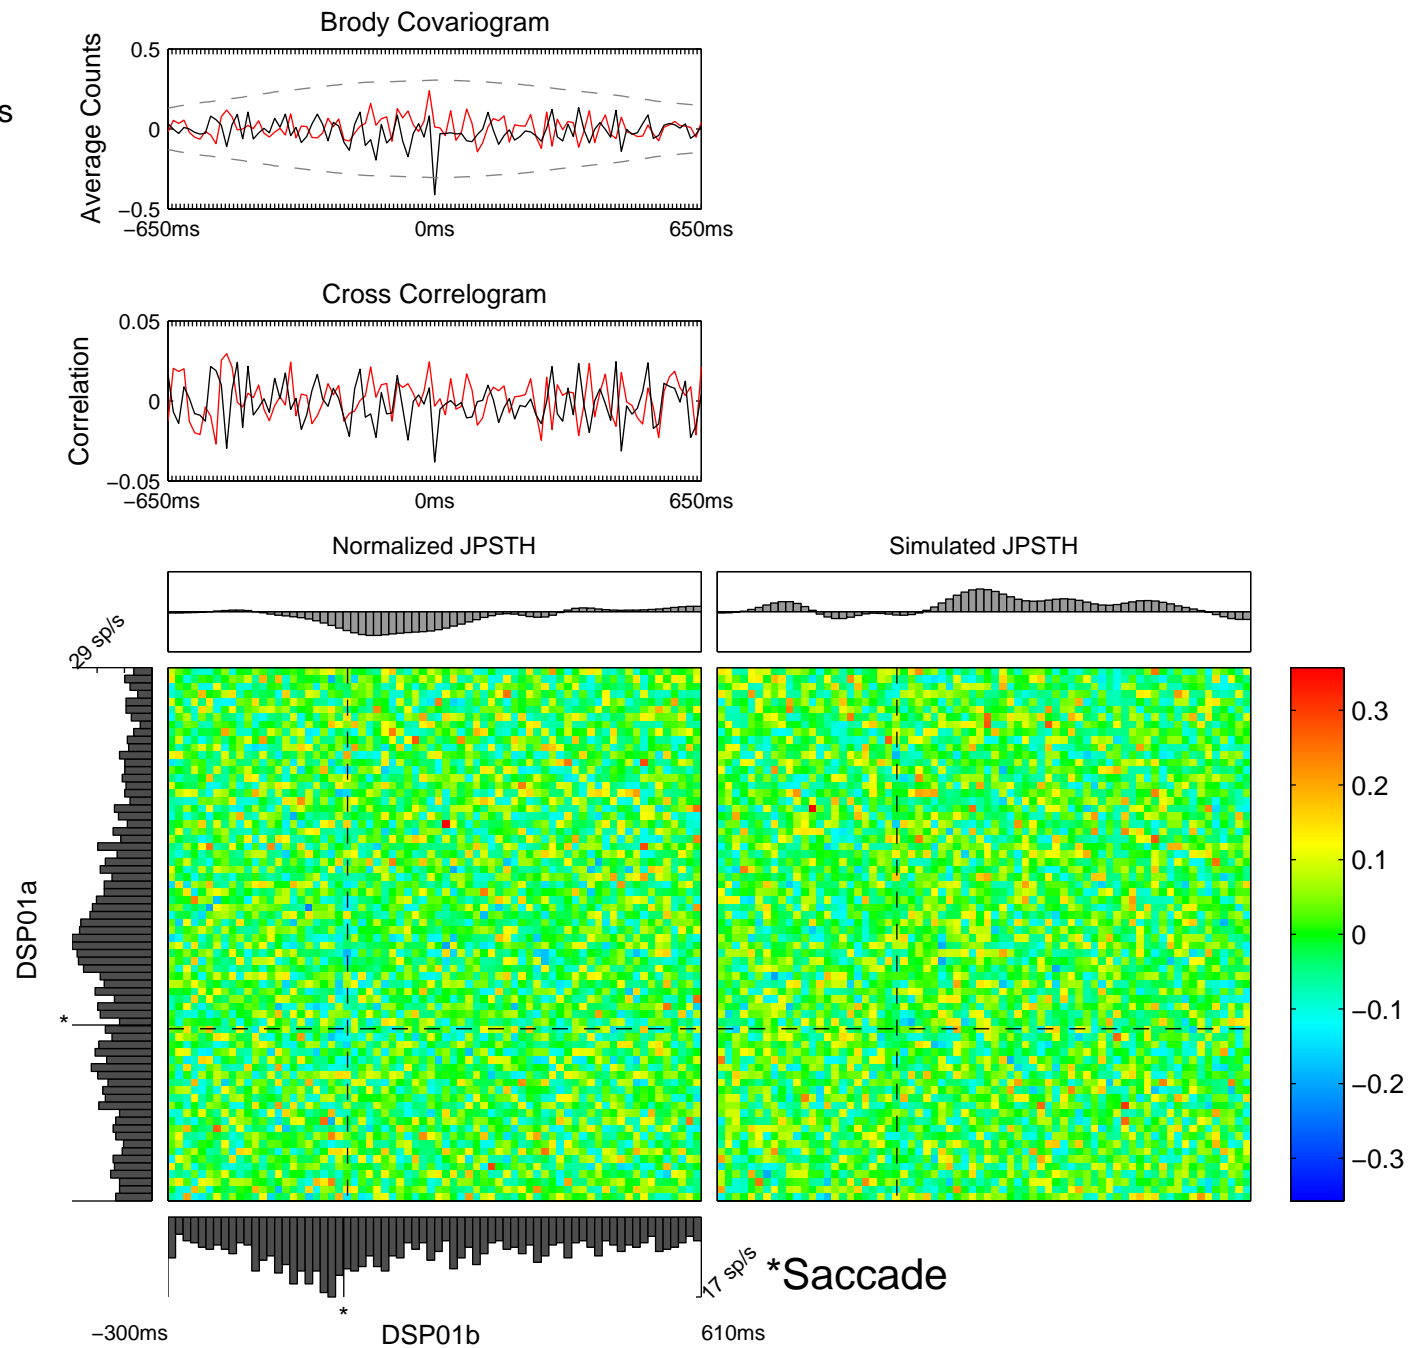 Brody Covariogram
s
Average Counts
0.5
0
−0.5
−650ms
0ms
650ms
Cross Correlogram
Correlation
0.05
0
−0.05
−650ms
0ms
650ms
Normalized JPSTH
Simulated JPSTH
29 sp/s
DSP01a
*
0.3
0.2
0.1
0
−0.1
−0.2
−0.3
17 sp/s
*Saccade
*
−300ms
DSP01b
610ms